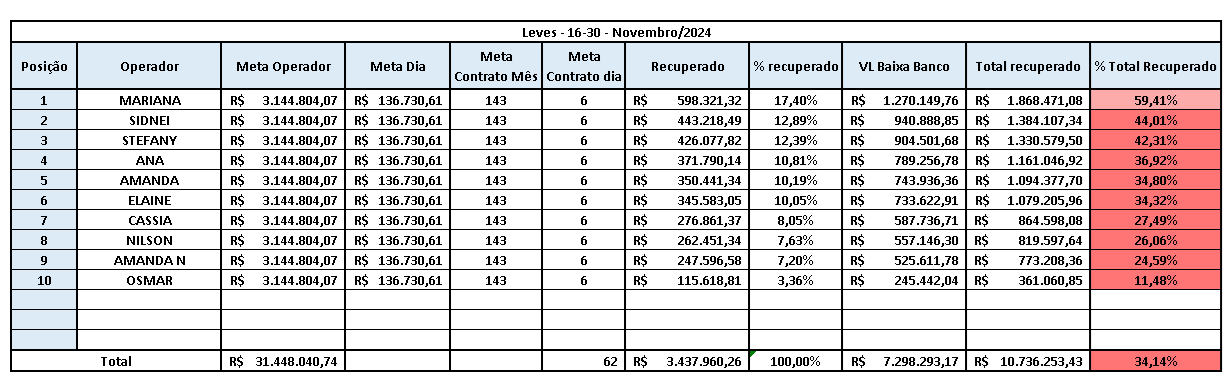 Leves - 16-30 - Novembro/2024
Posição Operador Meta Operador Meta Dia Meta Contrato Mês Meta Contrato dia Recuperado % recuperado VL Baixa Banco Total recuperado % Total Recuperado
1 MARIANA R$ 3.144.804,07 R$ 136.730,61 143 6 R$ 598.321,32 17,40% R$ 1.270.149,76 R$ 1.868.471,08 59,41%
2 SIDNEI R$ 3.144.804,07 R$ 136.730,61 143 6 R$ 443.218,49 12,89% R$ 940.888,85 R$ 1.384.107,34 44,01%
3 STEFANY R$ 3.144.804,07 R$ 136.730,61 143 6 R$ 426.077,82 12,39% R$ 904.501,68 R$ 1.330.579,50 42,31%
4 ANA R$ 3.144.804,07 R$ 136.730,61 143 6 R$ 371.790,14 10,81% R$ 789.256,78 R$ 1.161.046,92 36,92%
5 AMANDA R$ 3.144.804,07 R$ 136.730,61 143 6 R$ 350.441,34 10,19% R$ 743.936,36 R$ 1.094.377,70 34,80%
6 ELAINE R$ 3.144.804,07 R$ 136.730,61 143 6 R$ 345.583,05 10,05% R$ 733.622,91 R$ 1.079.205,96 34,32%
7 CASSIA R$ 3.144.804,07 R$ 136.730,61 143 6 R$ 276.861,37 8,05% R$ 587.736,71 R$ 864.598,08 27,49%
8 NILSON R$ 3.144.804,07 R$ 136.730,61 143 6 R$ 262.451,34 7,63% R$ 557.146,30 R$ 819.597,64 26,06%
9 AMANDA N R$ 3.144.804,07 R$ 136.730,61 143 6 R$ 247.596,58 7,20% R$ 525.611,78 R$ 773.208,36 24,59%
10 OSMAR R$ 3.144.804,07 R$ 136.730,61 143 6 R$ 115.618,81 3,36% R$ 245.442,04 R$ 361.060,85 11,48%
Total R$ 31.448.040,74 62 R$ 3.437.960,26 100,00% R$ 7.298.293,17 R$ 10.736.253,43 34,14%